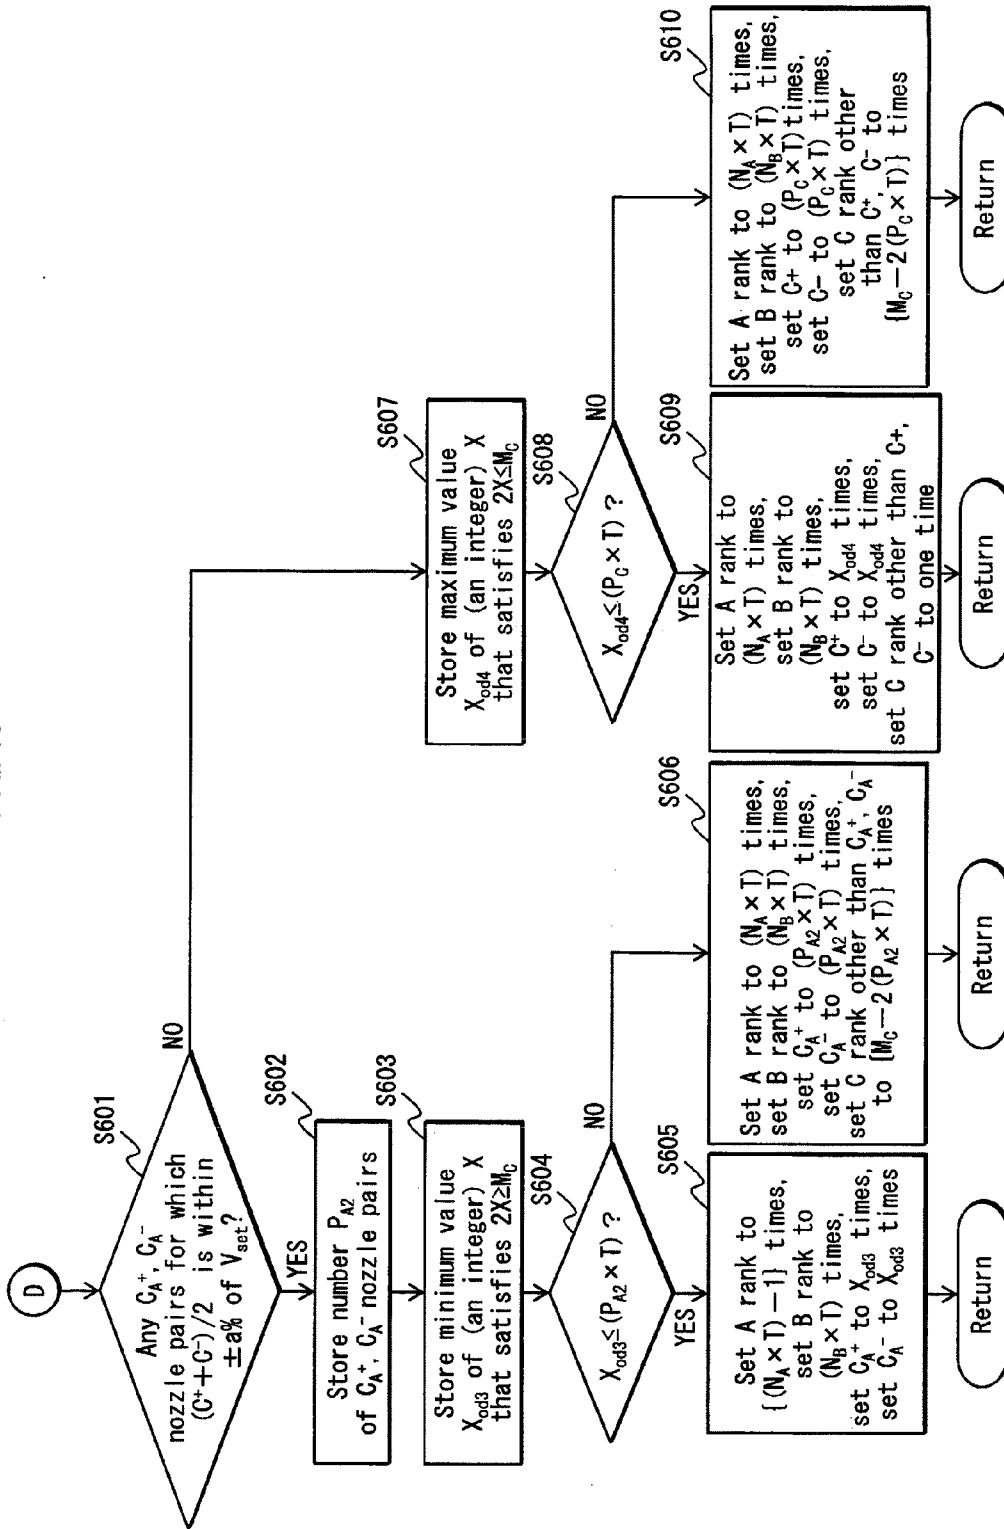 D
S601
Any C_A^+, C_A^-
nozzle pairs for which
(C^++C^-)/2 is within
±a% of V_set?
NO
YES
S602
Store number P_A2
of C_A^+, C_A^- nozzle pairs
S603
Store minimum value
X_od3 of (an integer) X
that satisfies 2X≥M_C
S604
X_od3≤(P_A2×T) ?
NO
YES
S605
Set A rank to
{(N_A×T)−1} times,
set B rank to
(N_B×T) times,
set C_A^+ to X_od3 times,
set C_A^- to X_od3 times
Return
S606
Set A rank to (N_A×T) times,
set B rank to (N_B×T) times,
set C_A^+ to (P_A2×T) times,
set C_A^- to (P_A2×T) times,
set C rank other than C_A^+, C_A^-
to {M_C−2(P_A2×T)} times
Return
S607
Store maximum value
X_od4 of (an integer) X
that satisfies 2X≤M_C
S608
X_od4≤(P_C×T) ?
NO
YES
S609
Set A rank to
(N_A×T) times,
set B rank to
(N_B×T) times,
set C^+ to X_od4 times,
set C^- to X_od4 times,
set C rank other than C+,
C^- to one time
Return
S610
Set A rank to (N_A×T) times,
set B rank to (N_B×T) times,
set C+ to (P_C×T)times,
set C− to (P_C×T) times,
set C rank other
than C^+, C^- to
{M_C−2(P_C×T)} times
Return